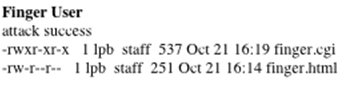 Finger User
attack success
-rwxr-xr-x 1 lpb staff 537 Oct 21 16:19 finger.cgi
-rw-r--r-- 1 lpb staff 251 Oct 21 16:14 finger.html